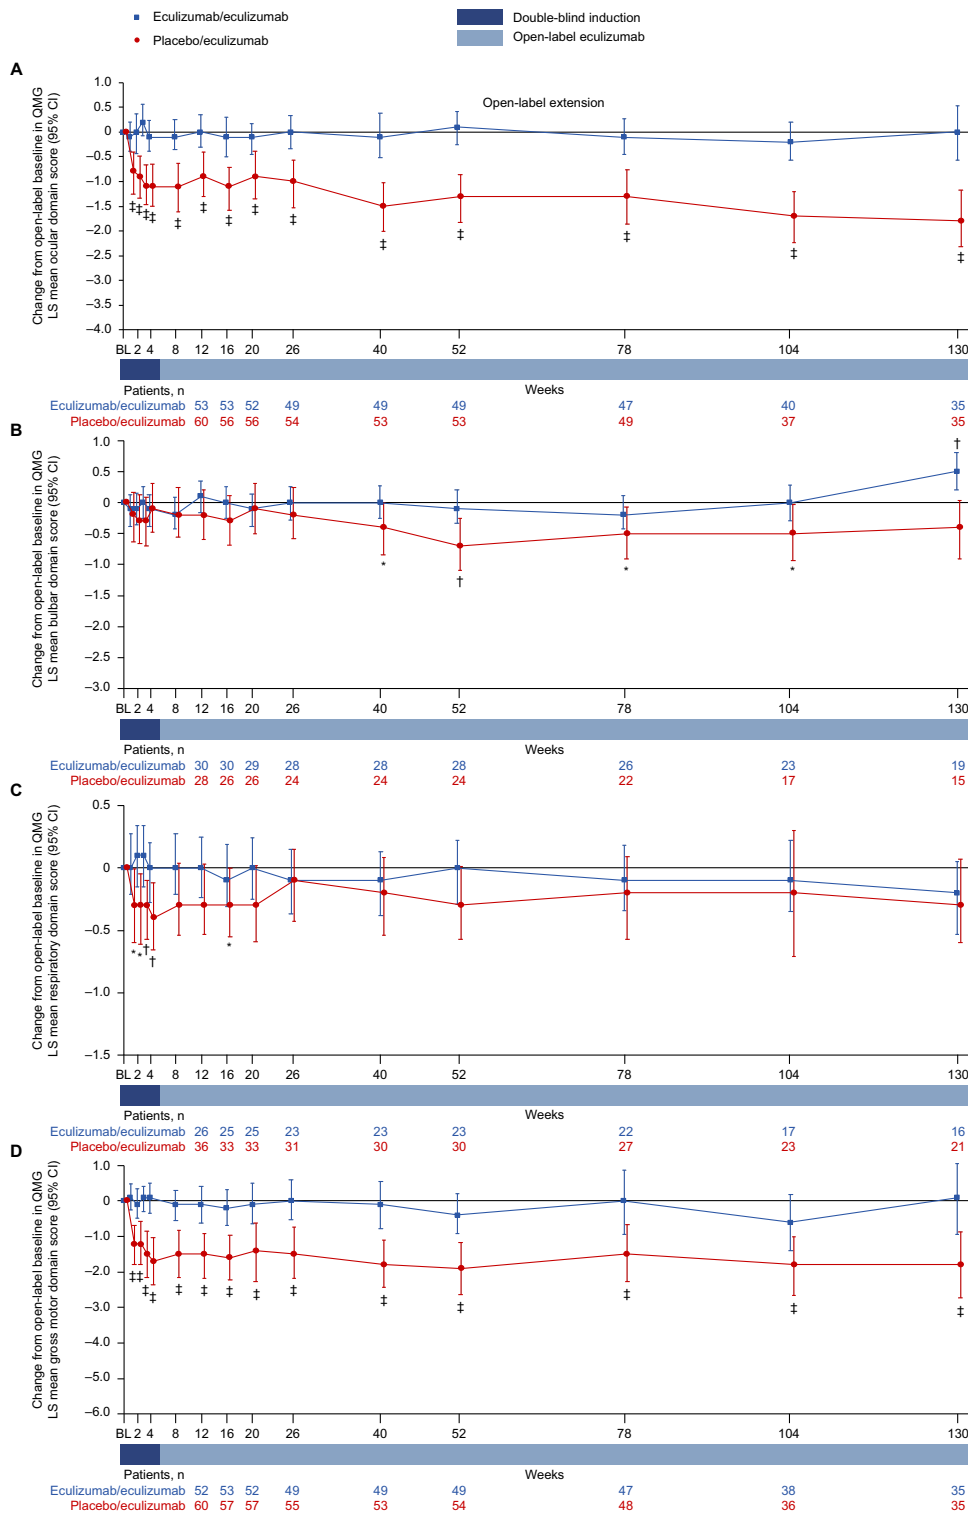 Eculizumab/eculizumab
Placebo/eculizumab
Double-blind induction
Open-label eculizumab
A
Change from open-label baseline in QMG
LS mean ocular domain score (95% CI)
Open-label extension
1.0
0.5
0
–0.5
–1.0
–1.5
–2.0
–2.5
–3.0
–3.5
–4.0
‡ ‡ ‡ ‡ ‡ ‡ ‡ ‡ ‡ ‡ ‡ ‡ ‡ ‡
BL 2 4 8 12 16 20 26 40 52 78 104 130
Patients, n Weeks
Eculizumab/eculizumab 53 53 52 49 49 49 47 40 35
Placebo/eculizumab 60 56 56 54 53 53 49 37 35
B
Change from open-label baseline in QMG
LS mean bulbar domain score (95% CI)
1.0
0.5
0
–0.5
–1.0
–1.5
–2.0
–2.5
–3.0
* † * * †
BL 2 4 8 12 16 20 26 40 52 78 104 130
Patients, n Weeks
Eculizumab/eculizumab 30 30 29 28 28 28 26 23 19
Placebo/eculizumab 28 26 26 24 24 24 22 17 15
C
Change from open-label baseline in QMG
LS mean respiratory domain score (95% CI)
0.5
0
–0.5
–1.0
–1.5
* * † † *
BL 2 4 8 12 16 20 26 40 52 78 104 130
Patients, n Weeks
Eculizumab/eculizumab 26 25 25 23 23 23 22 17 16
Placebo/eculizumab 36 33 33 31 30 30 27 23 21
D
Change from open-label baseline in QMG
LS mean gross motor domain score (95% CI)
1.0
0
–1.0
–2.0
–3.0
–4.0
–5.0
–6.0
‡ ‡ ‡ ‡ ‡ ‡ ‡ ‡ ‡ ‡ ‡ ‡ ‡ ‡
BL 2 4 8 12 16 20 26 40 52 78 104 130
Patients, n Weeks
Eculizumab/eculizumab 52 53 52 49 49 49 47 38 35
Placebo/eculizumab 60 57 57 55 53 54 48 36 35